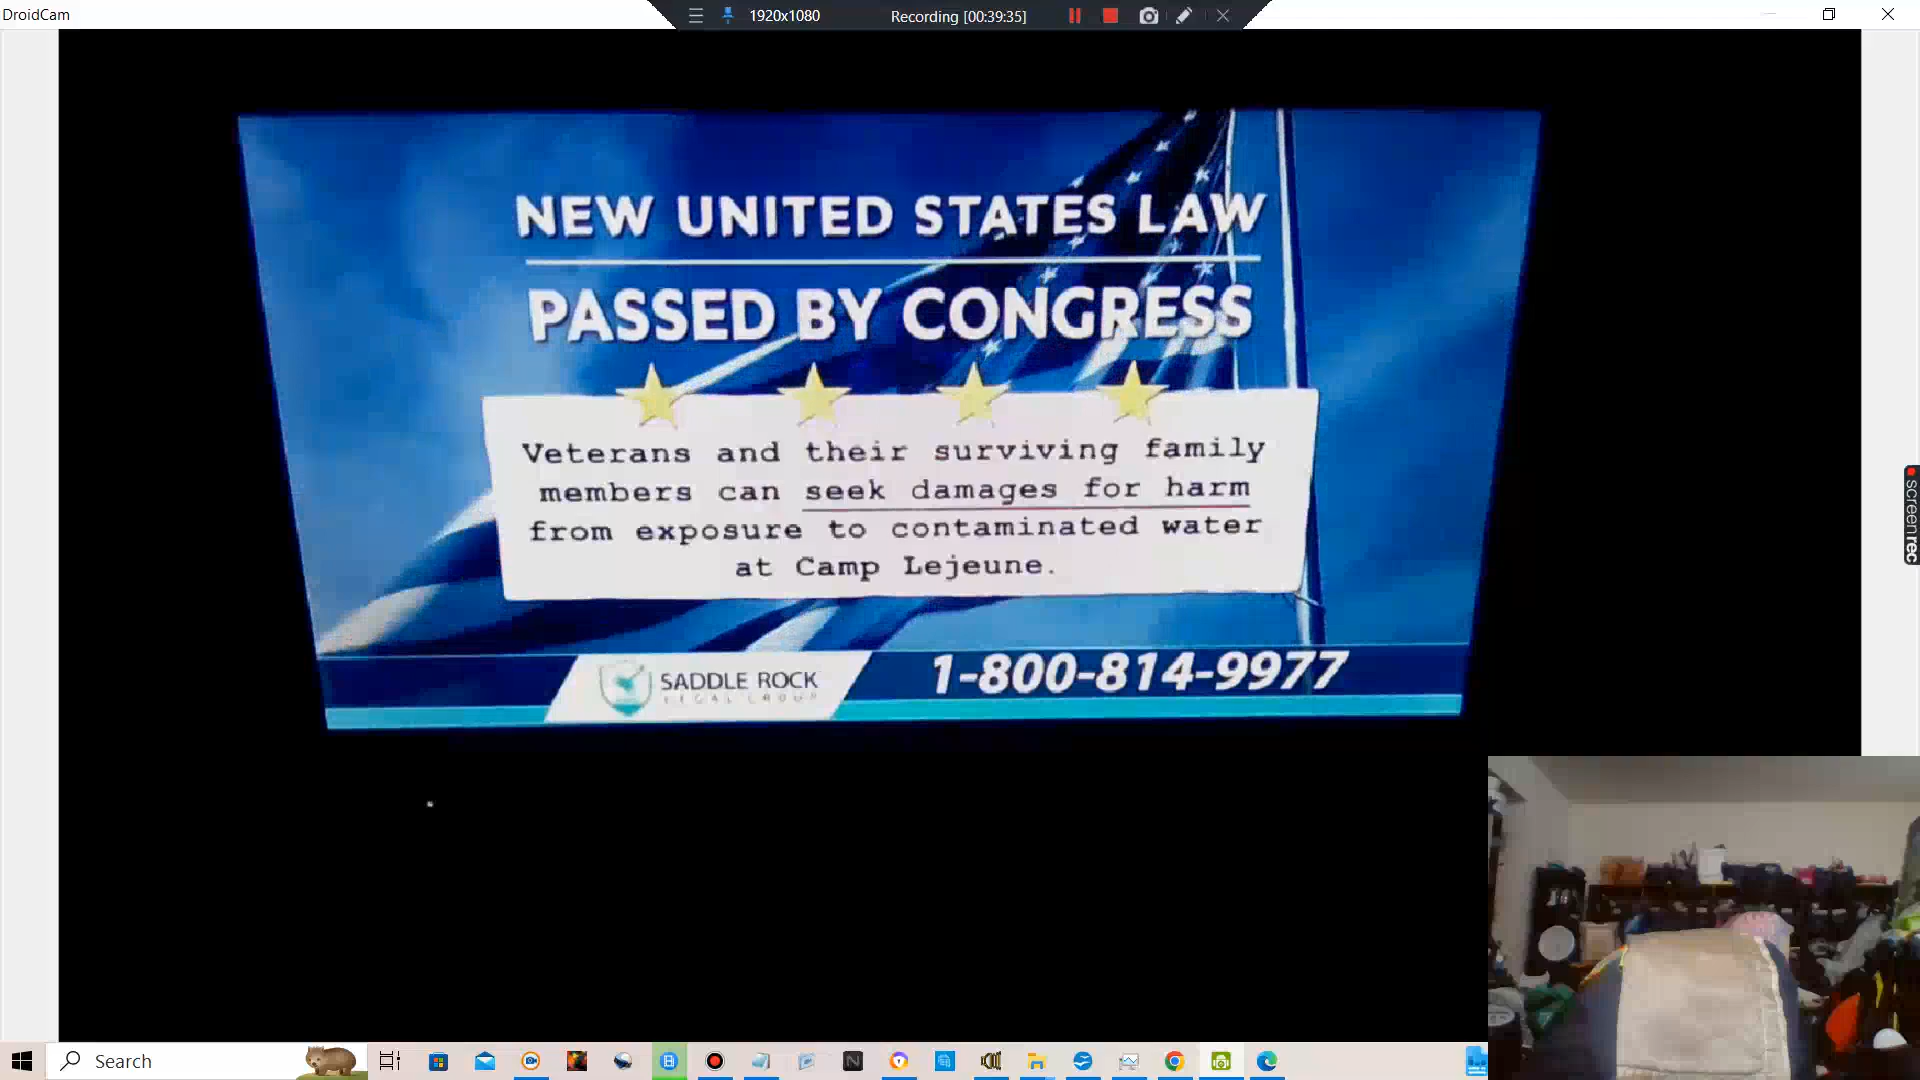 DroidCam
1920x1080
Recording [00:39:35]
NEW UNITED STATES LAW
PASSED BY CONGRESS
Veterans and their surviving family
members can seek damages for harm
from exposure to contaminated water
at Camp Lejeune.
SADDLE ROCK
LEGAL GROUP
1-800-814-9977
screenrec
Search